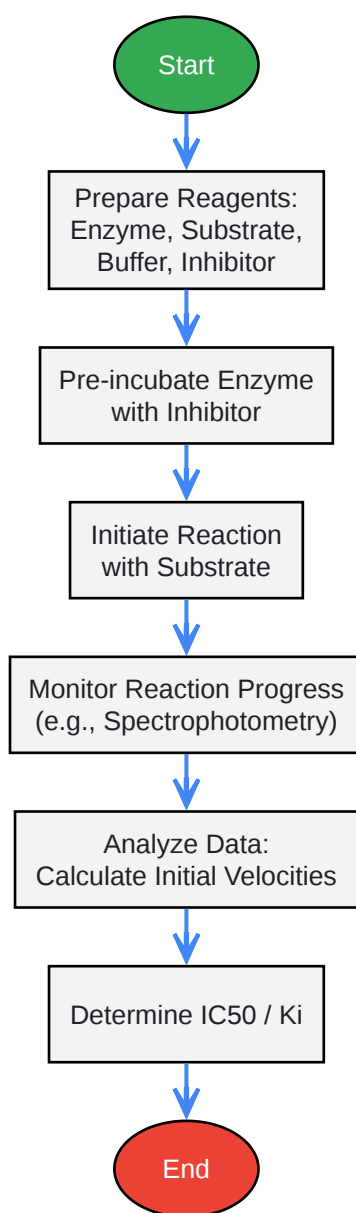 Start
Prepare Reagents:
Enzyme, Substrate,
Buffer, Inhibitor
Pre-incubate Enzyme
with Inhibitor
Initiate Reaction
with Substrate
Monitor Reaction Progress
(e.g., Spectrophotometry)
Analyze Data:
Calculate Initial Velocities
Determine IC50 / Ki
End